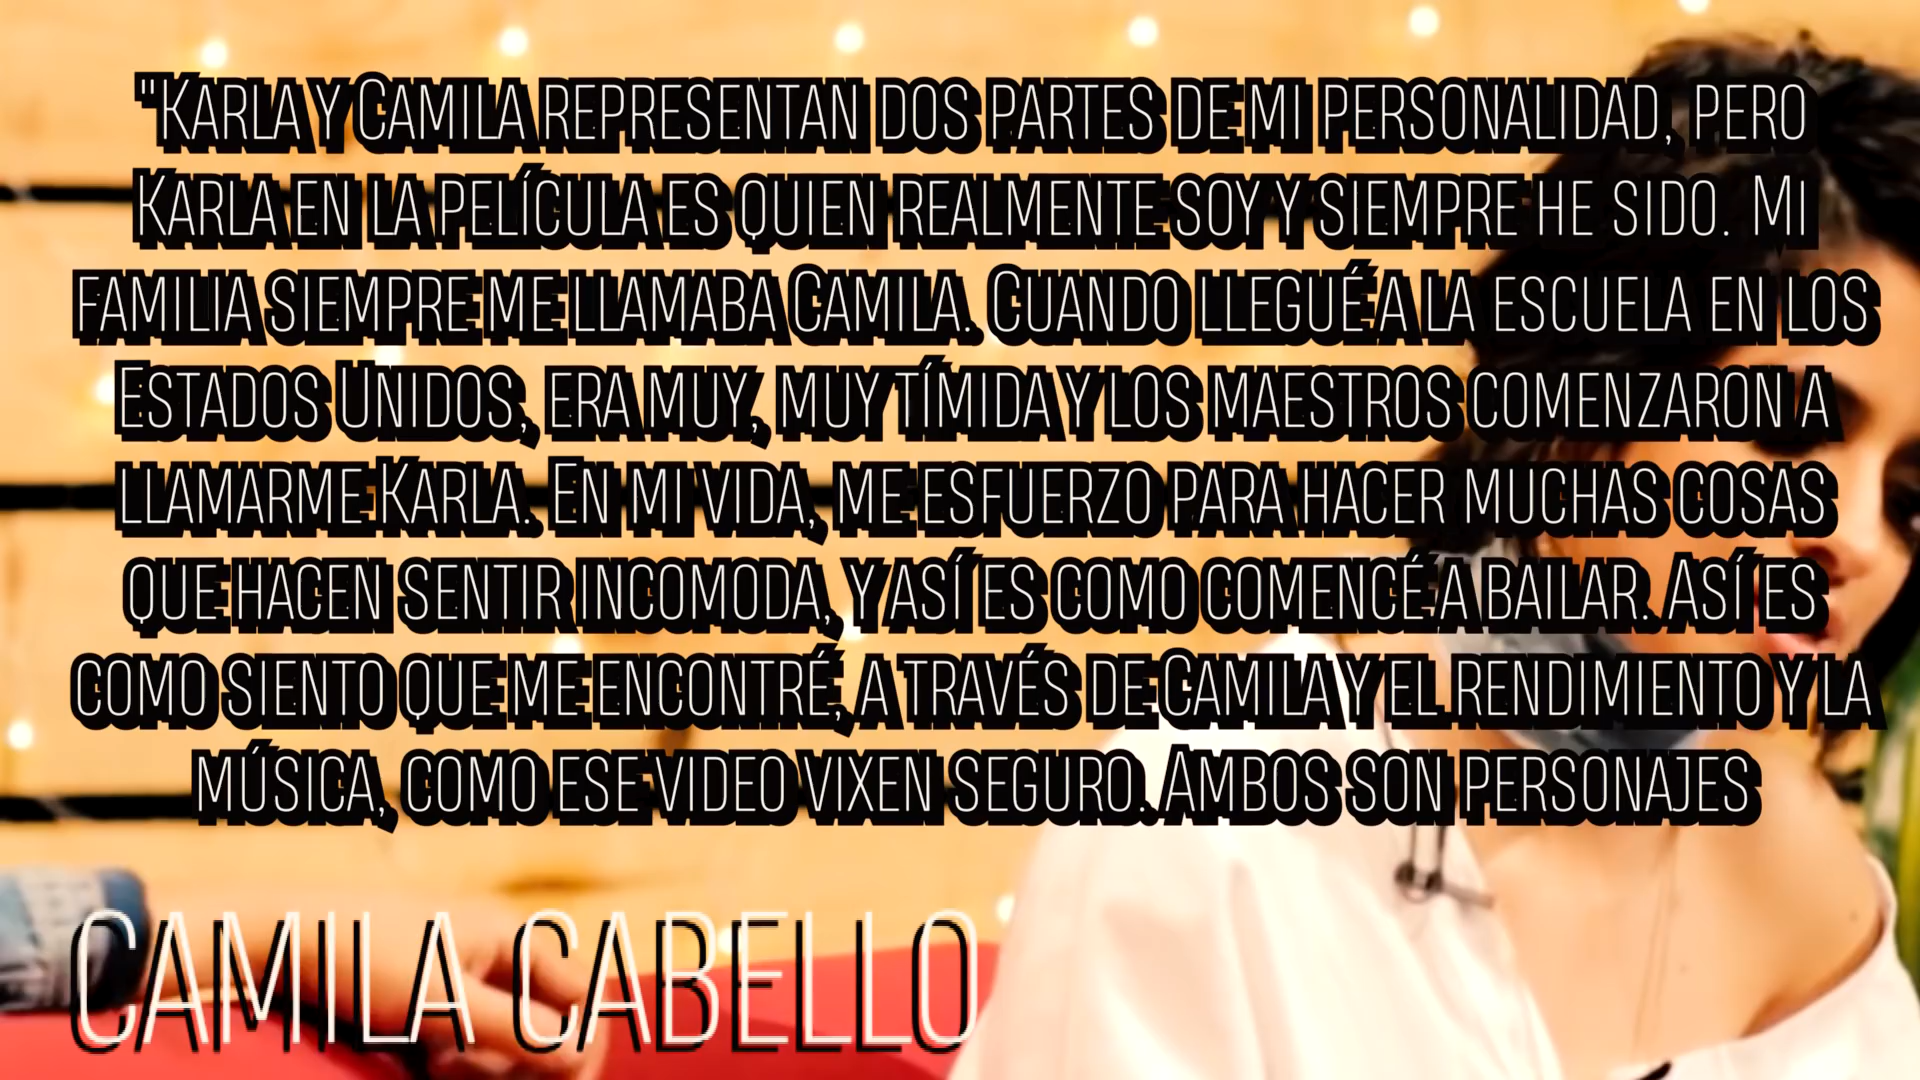 "Karla y Camila representan dos partes de mi personalidad, pero
Karla en la película es quien realmente soy y siempre he sido. Mi
familia siempre me llamaba Camila. Cuando llegué a la escuela en los
Estados Unidos, era muy, muy tímida y los maestros comenzaron a
llamarme Karla. En mi vida, me esfuerzo para hacer muchas cosas
que hacen sentir incomoda, y así es como comencé a bailar. Así es
como siento que me encontré, a través de Camila y el rendimiento y la
música, como ese video vixen seguro. Ambos son personajes
CAMILA CABELLO